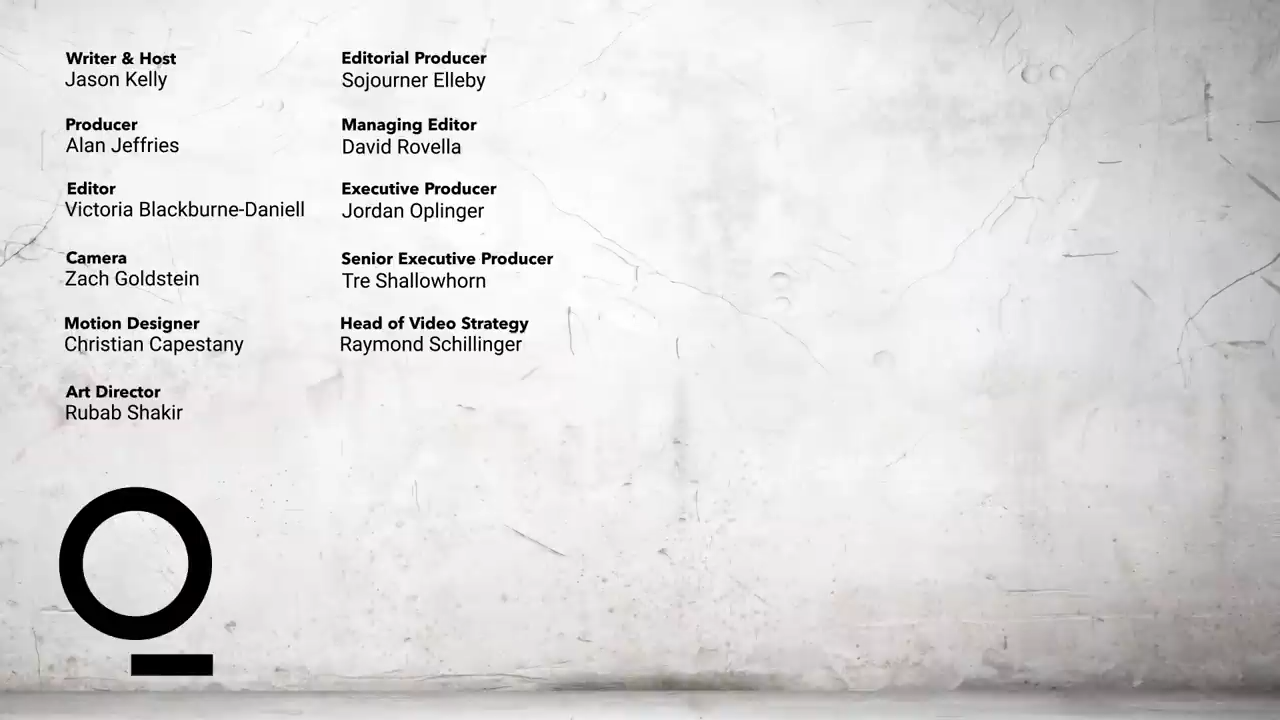 Writer & Host
Jason Kelly
Producer
Alan Jeffries
Editor
Victoria Blackburne-Daniell
Camera
Zach Goldstein
Motion Designer
Christian Capestany
Art Director
Rubab Shakir
Editorial Producer
Sojourner Elleby
Managing Editor
David Rovella
Executive Producer
Jordan Oplinger
Senior Executive Producer
Tre Shallowhorn
Head of Video Strategy
Raymond Schillinger